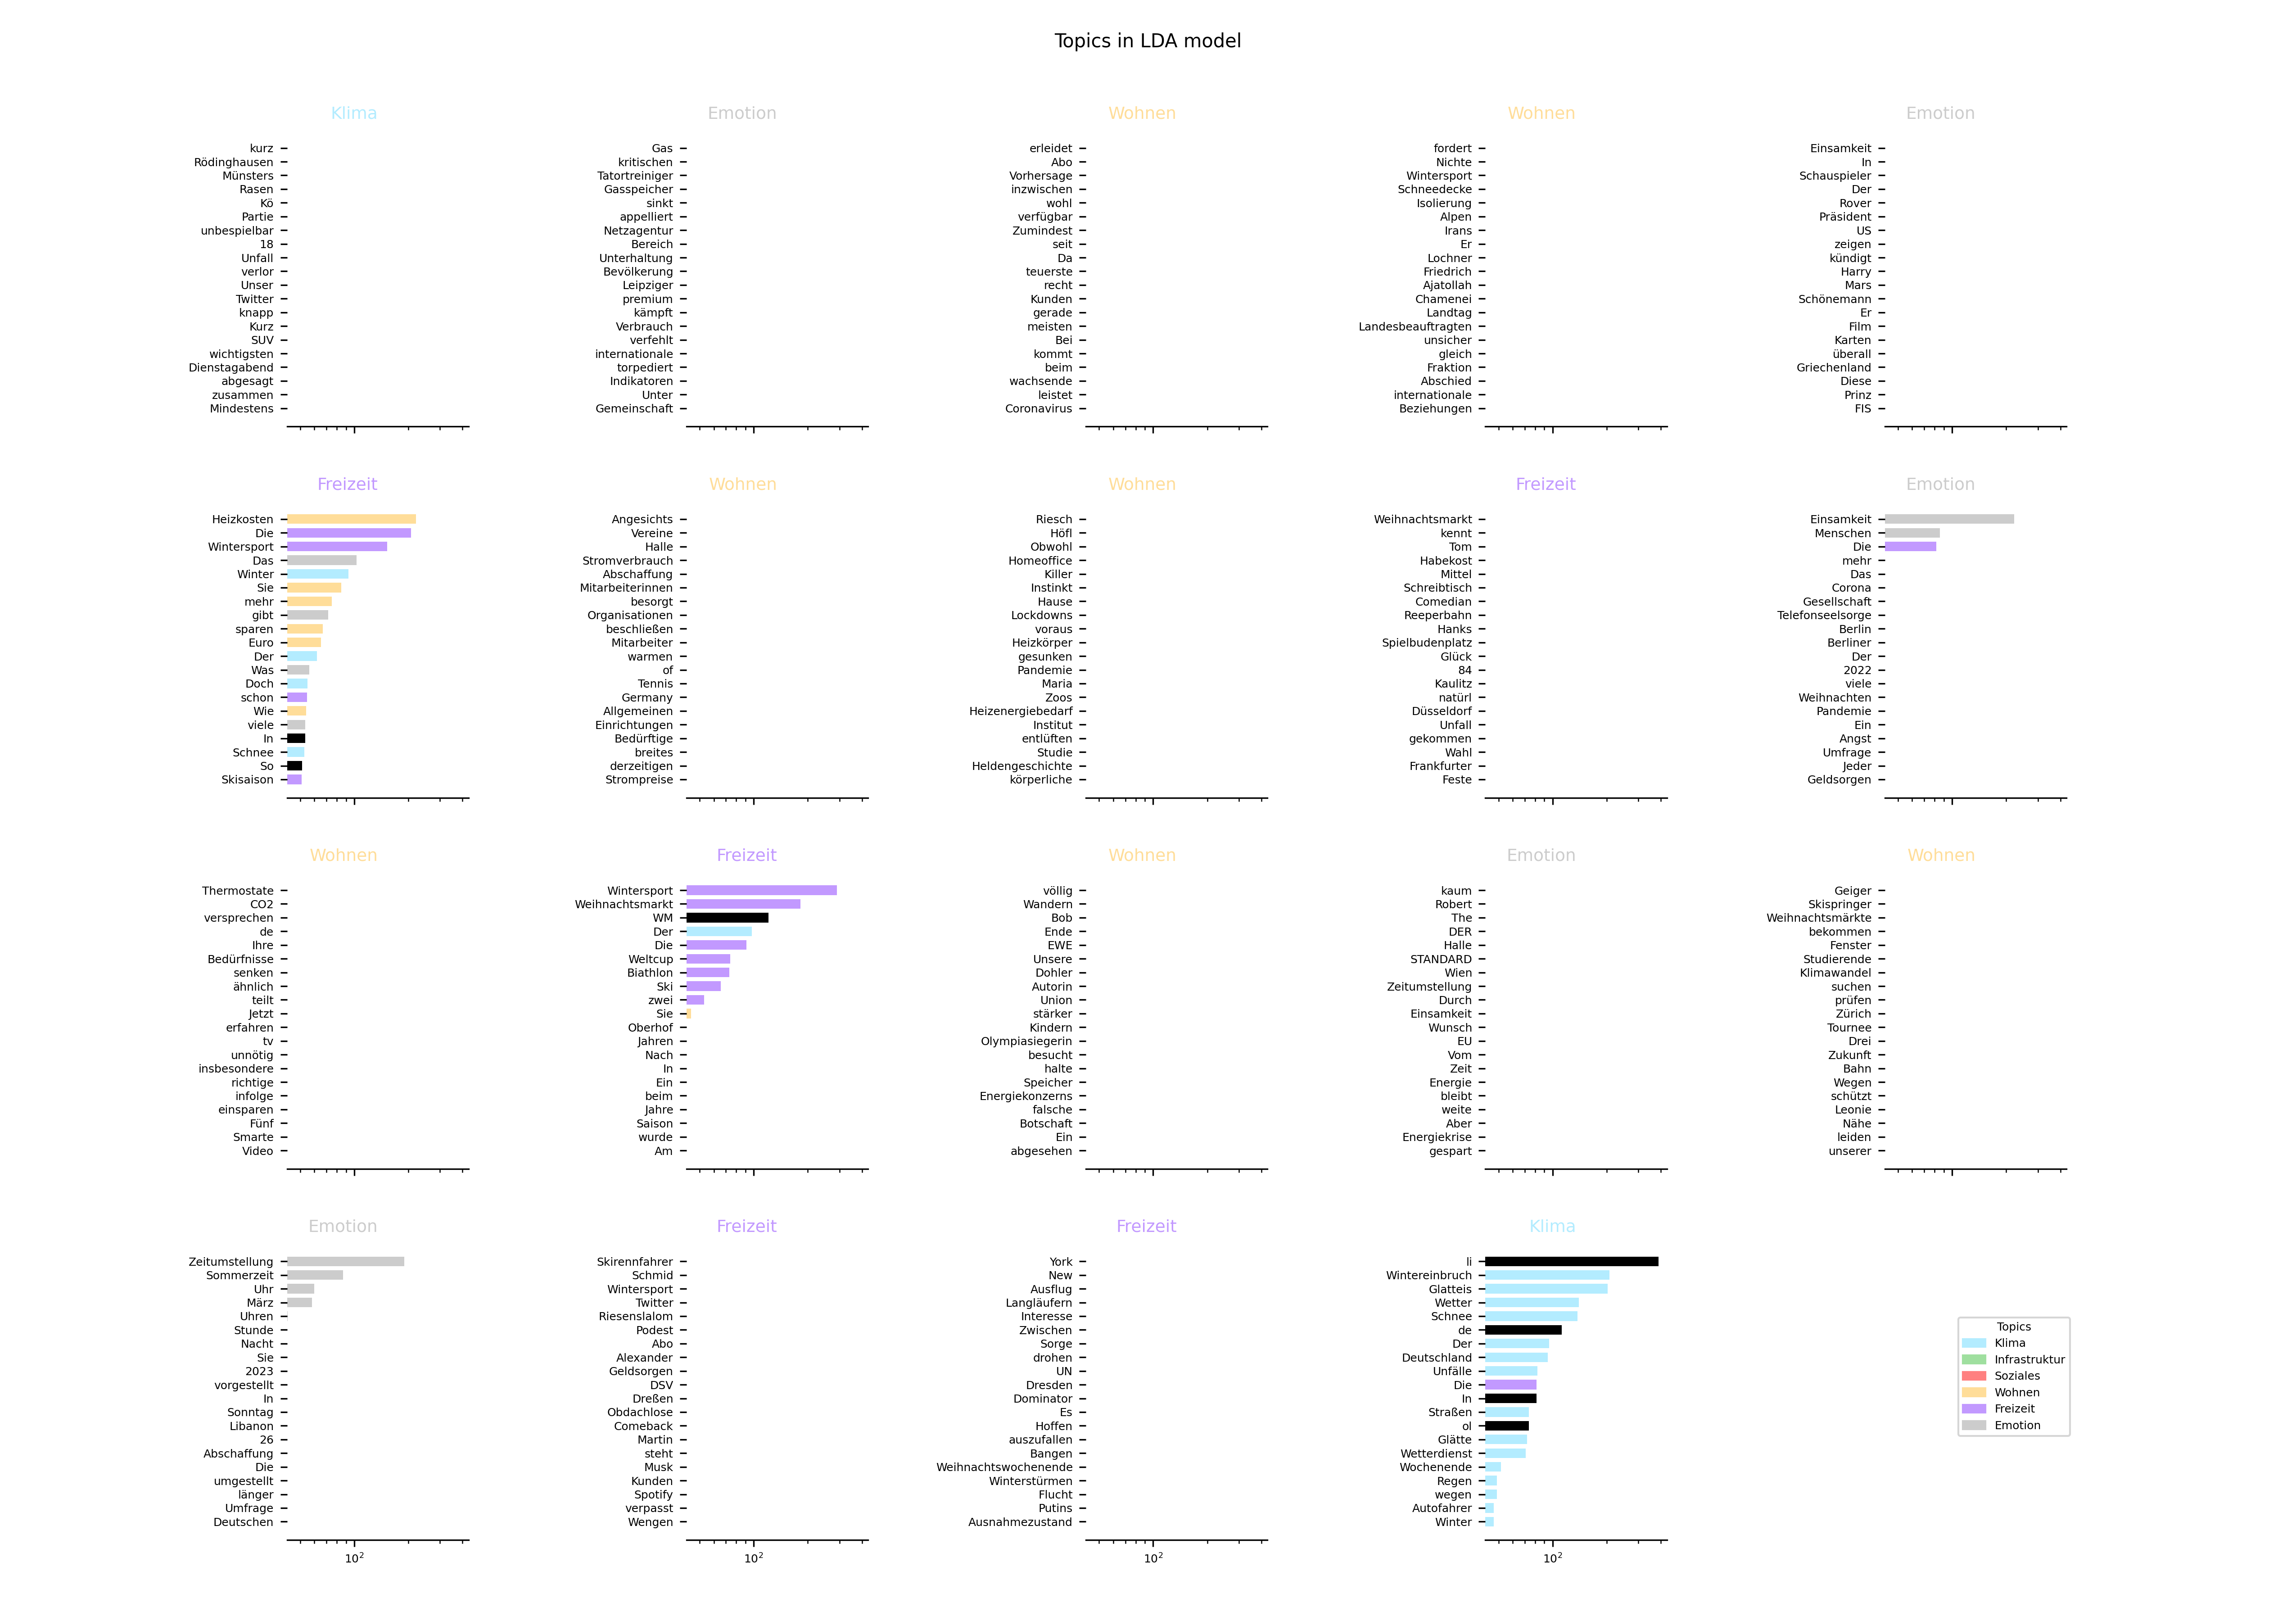 Topics in LDA model
Klima
kurz
Rödinghausen
Münsters
Rasen
Kö
Partie
unbespielbar
18
Unfall
verlor
Unser
Twitter
knapp
Kurz
SUV
wichtigsten
Dienstagabend
abgesagt
zusammen
Mindestens
Emotion
Gas
kritischen
Tatortreiniger
Gasspeicher
sinkt
appelliert
Netzagentur
Bereich
Unterhaltung
Bevölkerung
Leipziger
premium
kämpft
Verbrauch
verfehlt
internationale
torpediert
Indikatoren
Unter
Gemeinschaft
Wohnen
erleidet
Abo
Vorhersage
inzwischen
wohl
verfügbar
Zumindest
seit
Da
teuerste
recht
Kunden
gerade
meisten
Bei
kommt
beim
wachsende
leistet
Coronavirus
Wohnen
fordert
Nichte
Wintersport
Schneedecke
Isolierung
Alpen
Irans
Er
Lochner
Friedrich
Ajatollah
Chamenei
Landtag
Landesbeauftragten
unsicher
gleich
Fraktion
Abschied
internationale
Beziehungen
Emotion
Einsamkeit
In
Schauspieler
Der
Rover
Präsident
US
zeigen
kündigt
Harry
Mars
Schönemann
Er
Film
Karten
überall
Griechenland
Diese
Prinz
FIS
Freizeit
Heizkosten
Die
Wintersport
Das
Winter
Sie
mehr
gibt
sparen
Euro
Der
Was
Doch
schon
Wie
viele
In
Schnee
So
Skisaison
Wohnen
Angesichts
Vereine
Halle
Stromverbrauch
Abschaffung
Mitarbeiterinnen
besorgt
Organisationen
beschließen
Mitarbeiter
warmen
of
Tennis
Germany
Allgemeinen
Einrichtungen
Bedürftige
breites
derzeitigen
Strompreise
Wohnen
Riesch
Höfl
Obwohl
Homeoffice
Killer
Instinkt
Hause
Lockdowns
voraus
Heizkörper
gesunken
Pandemie
Maria
Zoos
Heizenergiebedarf
Institut
entlüften
Studie
Heldengeschichte
körperliche
Freizeit
Weihnachtsmarkt
kennt
Tom
Habekost
Mittel
Schreibtisch
Comedian
Reeperbahn
Hanks
Spielbudenplatz
Glück
84
Kaulitz
natürl
Düsseldorf
Unfall
gekommen
Wahl
Frankfurter
Feste
Emotion
Einsamkeit
Menschen
Die
mehr
Das
Corona
Gesellschaft
Telefonseelsorge
Berlin
Berliner
Der
2022
viele
Weihnachten
Pandemie
Ein
Angst
Umfrage
Jeder
Geldsorgen
Wohnen
Thermostate
CO2
versprechen
de
Ihre
Bedürfnisse
senken
ähnlich
teilt
Jetzt
erfahren
tv
unnötig
insbesondere
richtige
infolge
einsparen
Fünf
Smarte
Video
Freizeit
Wintersport
Weihnachtsmarkt
WM
Der
Die
Weltcup
Biathlon
Ski
zwei
Sie
Oberhof
Jahren
Nach
In
Ein
beim
Jahre
Saison
wurde
Am
Wohnen
völlig
Wandern
Bob
Ende
EWE
Unsere
Dohler
Autorin
Union
stärker
Kindern
Olympiasiegerin
besucht
halte
Speicher
Energiekonzerns
falsche
Botschaft
Ein
abgesehen
Emotion
kaum
Robert
The
DER
Halle
STANDARD
Wien
Zeitumstellung
Durch
Einsamkeit
Wunsch
EU
Vom
Zeit
Energie
bleibt
weite
Aber
Energiekrise
gespart
Wohnen
Geiger
Skispringer
Weihnachtsmärkte
bekommen
Fenster
Studierende
Klimawandel
suchen
prüfen
Zürich
Tournee
Drei
Zukunft
Bahn
Wegen
schützt
Leonie
Nähe
leiden
unserer
Emotion
Zeitumstellung
Sommerzeit
Uhr
März
Uhren
Stunde
Nacht
Sie
2023
vorgestellt
In
Sonntag
Libanon
26
Abschaffung
Die
umgestellt
länger
Umfrage
Deutschen
10²
Freizeit
Skirennfahrer
Schmid
Wintersport
Twitter
Riesenslalom
Podest
Abo
Alexander
Geldsorgen
DSV
Dreßen
Obdachlose
Comeback
Martin
steht
Musk
Kunden
Spotify
verpasst
Wengen
10²
Freizeit
York
New
Ausflug
Langläufern
Interesse
Zwischen
Sorge
drohen
UN
Dresden
Dominator
Es
Hoffen
auszufallen
Bangen
Weihnachtswochenende
Winterstürmen
Flucht
Putins
Ausnahmezustand
10²
Klima
li
Wintereinbruch
Glatteis
Wetter
Schnee
de
Der
Deutschland
Unfälle
Die
In
Straßen
ol
Glätte
Wetterdienst
Wochenende
Regen
wegen
Autofahrer
Winter
10²
Topics
Klima
Infrastruktur
Soziales
Wohnen
Freizeit
Emotion